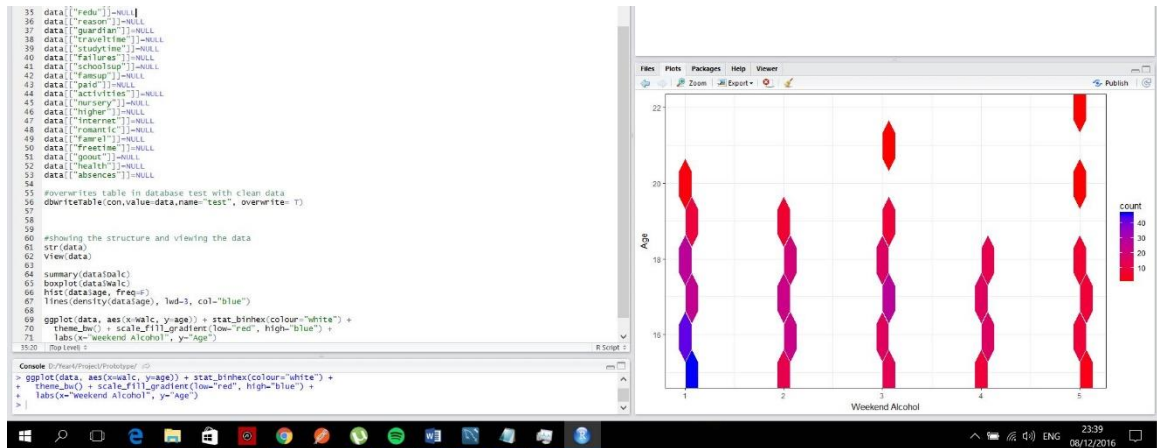 35 data[["Fedu"]]=NULL
36 data[["reason"]]=NULL
37 data[["guardian"]]=NULL
38 data[["traveltime"]]=NULL
39 data[["studytime"]]=NULL
40 data[["failures"]]=NULL
41 data[["schoolsup"]]=NULL
42 data[["famsup"]]=NULL
43 data[["paid"]]=NULL
44 data[["activities"]]=NULL
45 data[["nursery"]]=NULL
46 data[["higher"]]=NULL
47 data[["internet"]]=NULL
48 data[["romantic"]]=NULL
49 data[["famrel"]]=NULL
50 data[["freetime"]]=NULL
51 data[["goout"]]=NULL
52 data[["health"]]=NULL
53 data[["absences"]]=NULL
54
55 #overwrites table in database test with clean data
56 dbWriteTable(con,value=data,name="test", overwrite= T)
57
58
59
60 #showing the structure and viewing the data
61 str(data)
62 View(data)
63
64 summary(data$Dalc)
65 boxplot(data$Walc)
66 hist(data$age, freq=F)
67 lines(density(data$age), lwd=3, col="blue")
68
69 ggplot(data, aes(x=Walc, y=age)) + stat_binhex(colour="white") +
70 theme_bw() + scale_fill_gradient(low="red", high="blue") +
71 labs(x="Weekend Alcohol", y="Age")
35:20 (Top Level) R Script
Console D:/Year4/Project/Prototype/
> ggplot(data, aes(x=Walc, y=age)) + stat_binhex(colour="white") +
+ theme_bw() + scale_fill_gradient(low="red", high="blue") +
+ labs(x="Weekend Alcohol", y="Age")
>
Files Plots Packages Help Viewer
Zoom Export Publish
22
20
18
16
Age
1 2 3 4 5
Weekend Alcohol
count
40
30
20
10
ENG 23:39
08/12/2016